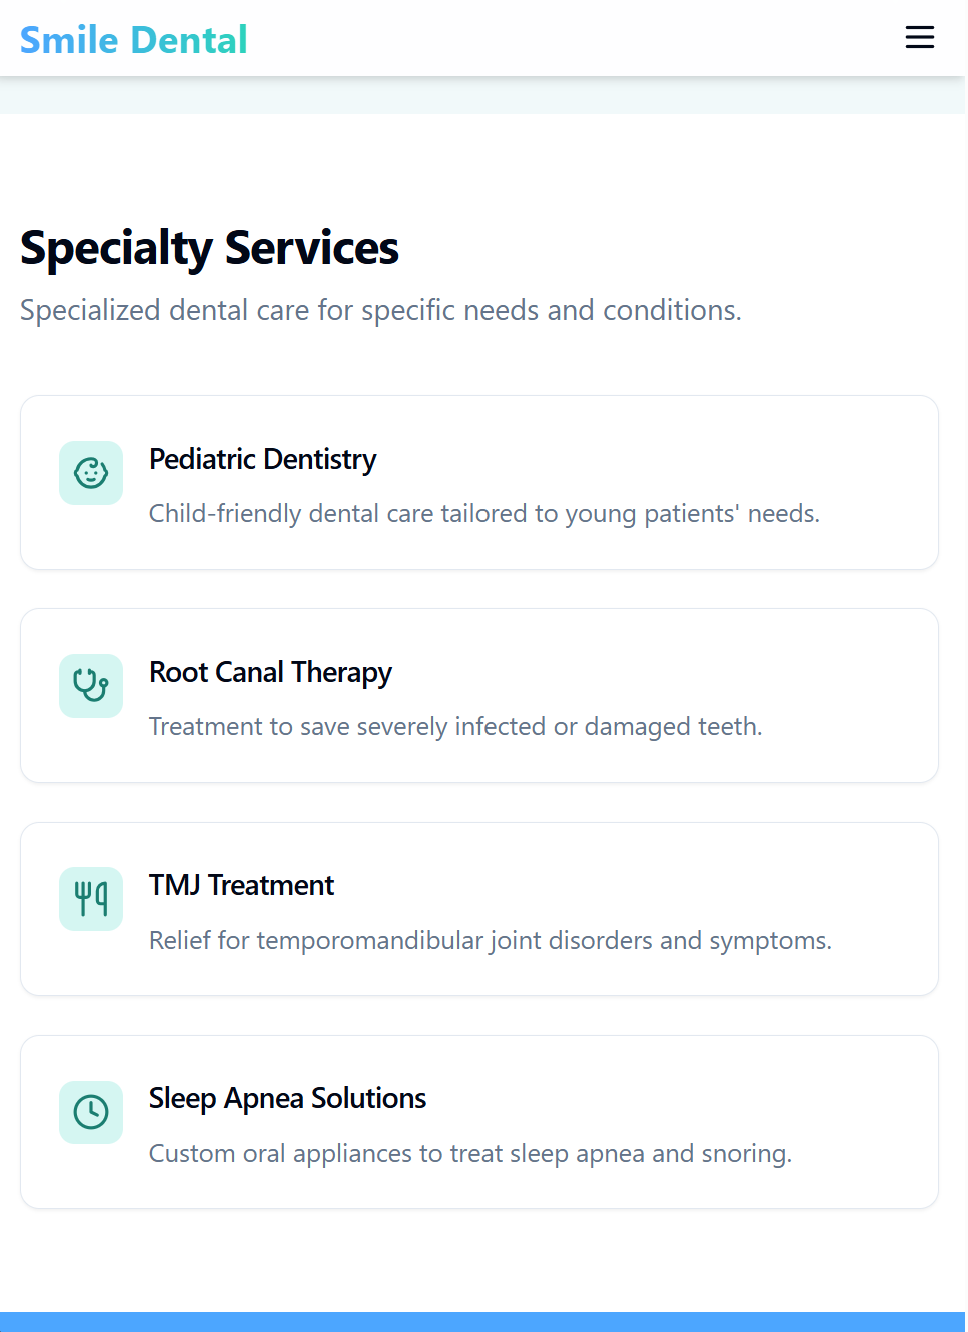 Smile Dental
Specialty Services
Specialized dental care for specific needs and conditions.
Pediatric Dentistry
Child-friendly dental care tailored to young patients' needs.
Root Canal Therapy
Treatment to save severely infected or damaged teeth.
TMJ Treatment
Relief for temporomandibular joint disorders and symptoms.
Sleep Apnea Solutions
Custom oral appliances to treat sleep apnea and snoring.